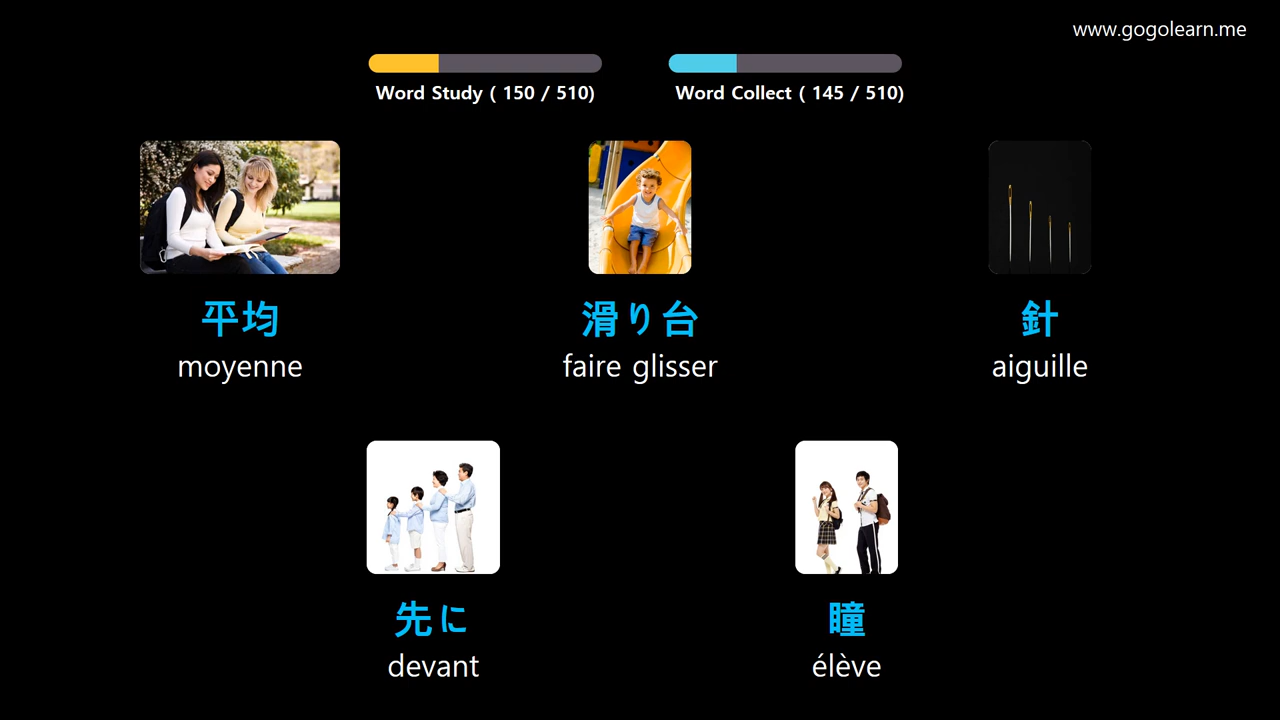 www.gogolearn.me
Word Study ( 150 / 510)
Word Collect ( 145 / 510)
平均
moyenne
滑り台
faire glisser
針
aiguille
先に
devant
瞳
élève